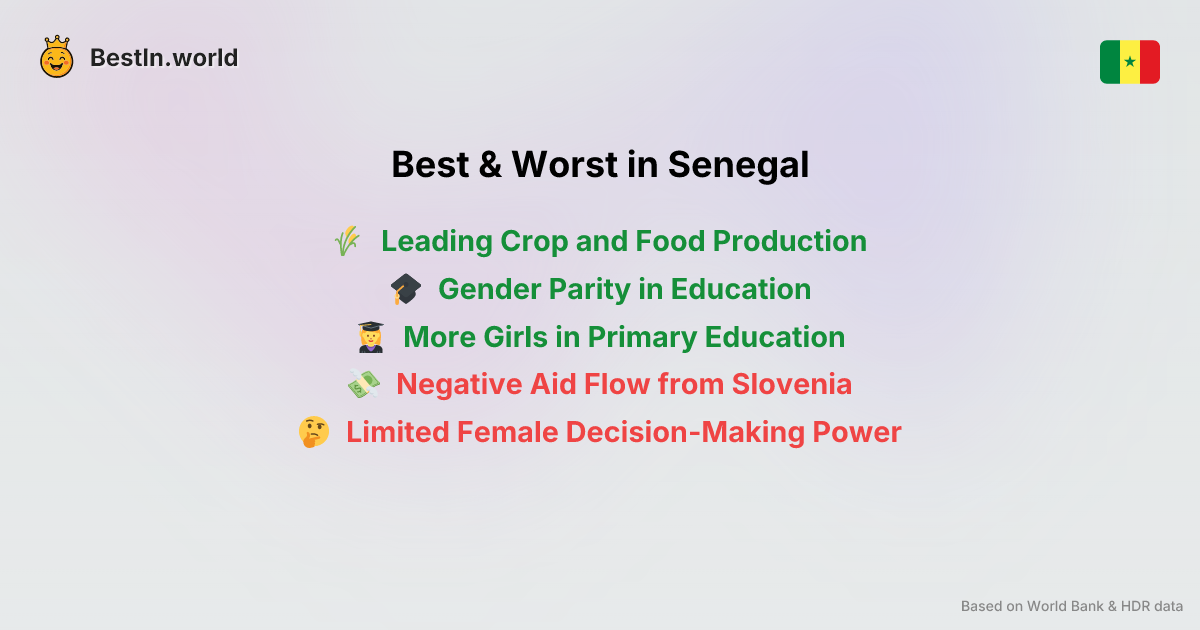 BestIn.world
Best & Worst in Senegal
Leading Crop and Food Production
Gender Parity in Education
More Girls in Primary Education
Negative Aid Flow from Slovenia
Limited Female Decision-Making Power
Based on World Bank & HDR data